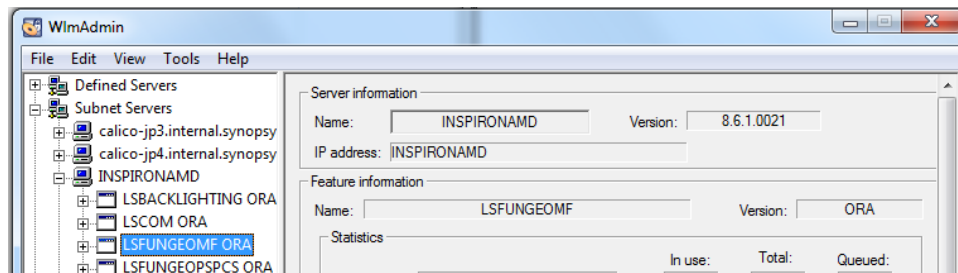 WlmAdmin
File Edit View Tools Help
Defined Servers
Subnet Servers
calico-jp3.internal.synopsy
calico-jp4.internal.synopsy
INSPIRONAMD
LSBACKLIGHTING ORA
LSCOM ORA
LSFUNGEOMF ORA
LSFUNGEOPSPCS ORA
Server information
Name: INSPIRONAMD Version: 8.6.1.0021
IP address: INSPIRONAMD
Feature information
Name: LSFUNGEOMF Version: ORA
Statistics
In use: Total: Queued: